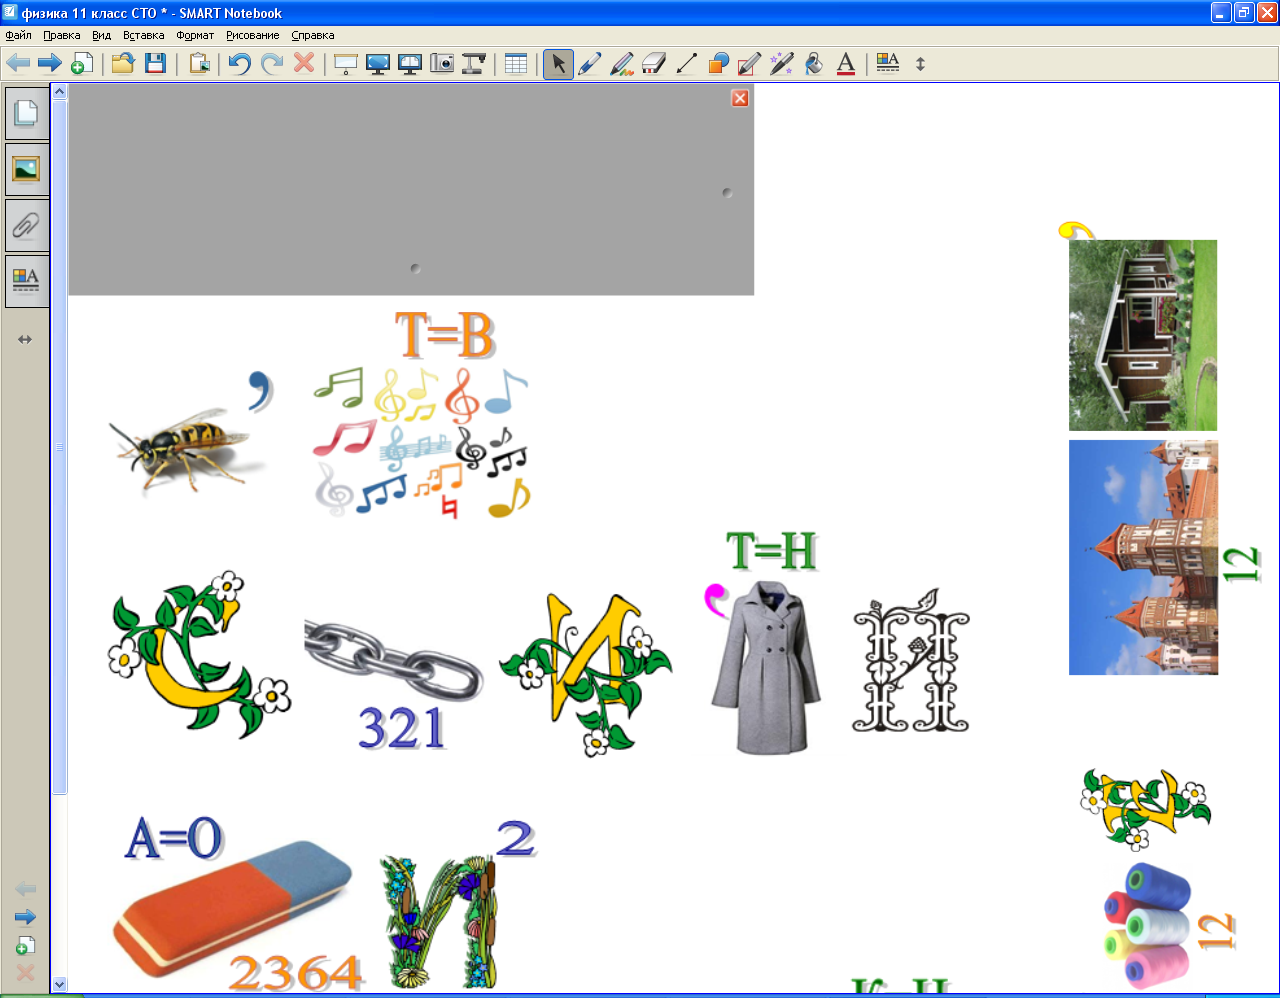 физика 11 класс СТО * - SMART Notebook
Файл Правка Вид Вставка Формат Рисование Справка
Т=В
,
Т=Н
,
С
И
Й
321
12
А=О
2
И
2364
Е
12
,
К=Н